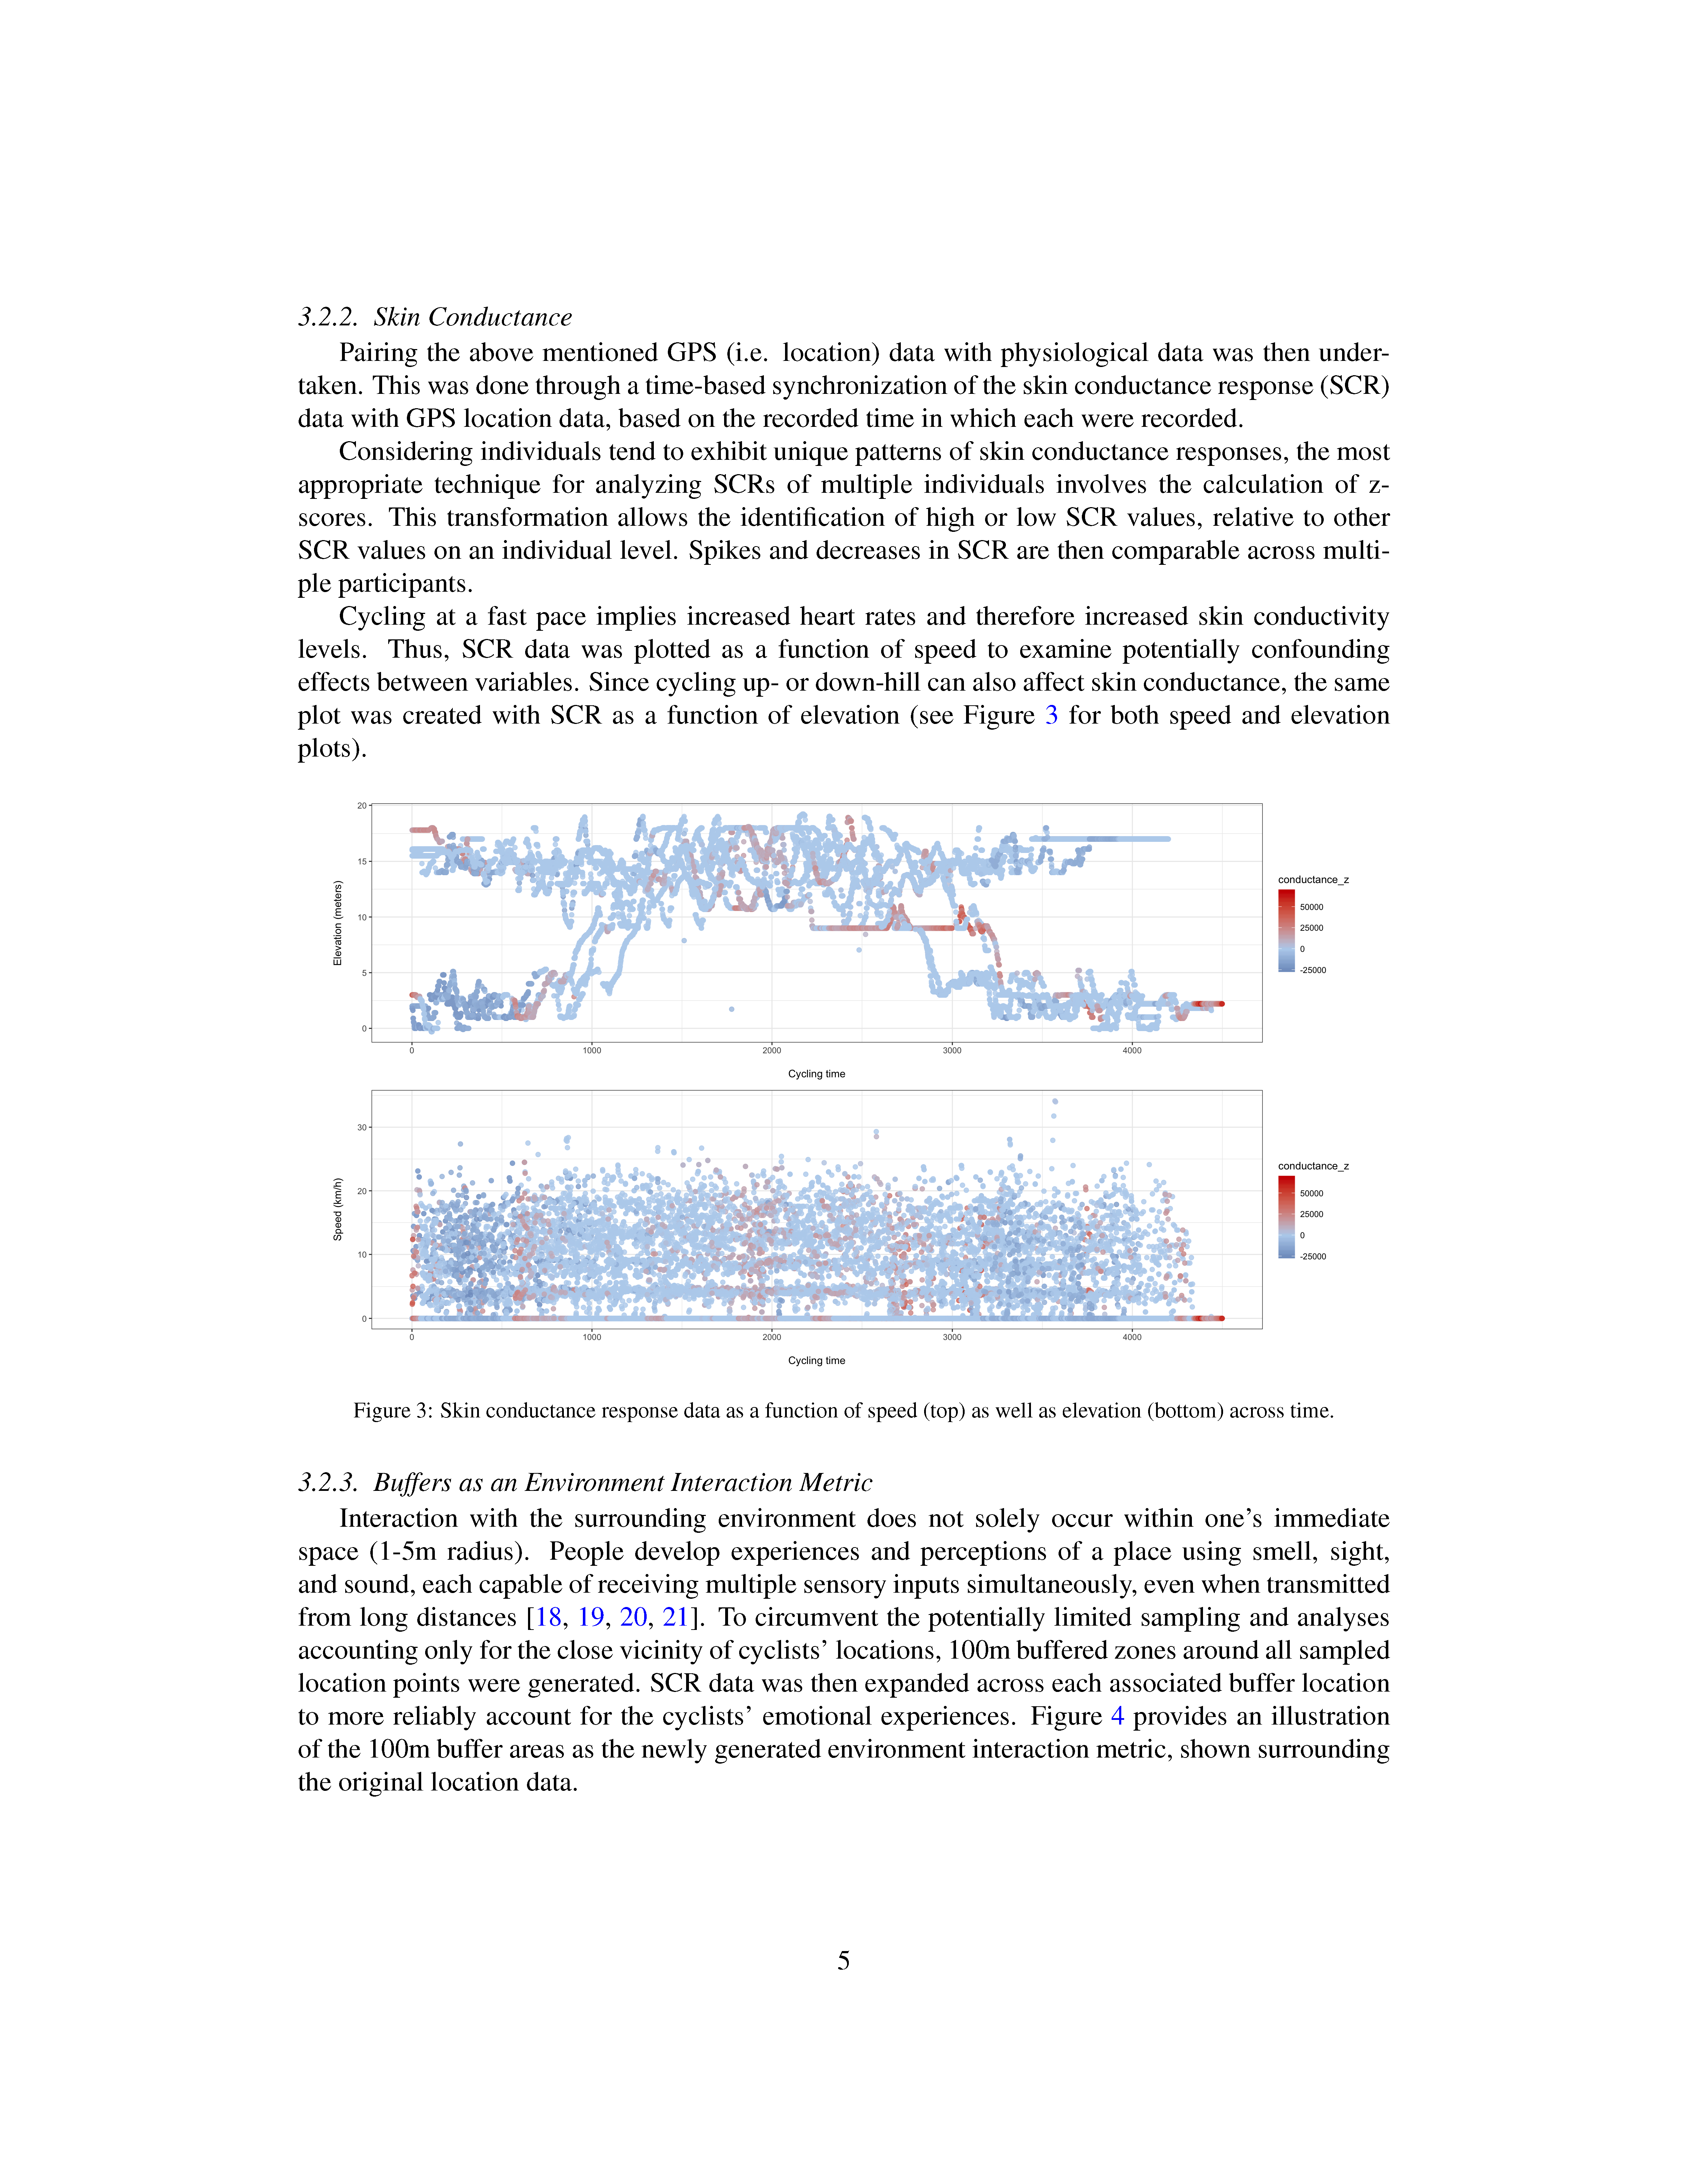 3.2.2. Skin Conductance
Pairing the above mentioned GPS (i.e. location) data with physiological data was then under-
taken. This was done through a time-based synchronization of the skin conductance response (SCR)
data with GPS location data, based on the recorded time in which each were recorded.
Considering individuals tend to exhibit unique patterns of skin conductance responses, the most
appropriate technique for analyzing SCRs of multiple individuals involves the calculation of z-
scores. This transformation allows the identification of high or low SCR values, relative to other
SCR values on an individual level. Spikes and decreases in SCR are then comparable across multi-
ple participants.
Cycling at a fast pace implies increased heart rates and therefore increased skin conductivity
levels. Thus, SCR data was plotted as a function of speed to examine potentially confounding
effects between variables. Since cycling up- or down-hill can also affect skin conductance, the same
plot was created with SCR as a function of elevation (see Figure 3 for both speed and elevation
plots).
20
15
10
5
0
Elevation (meters)
0 1000 2000 3000 4000
Cycling time
conductance_z
50000
25000
0
-25000
30
20
10
0
Speed (km/h)
0 1000 2000 3000 4000
Cycling time
conductance_z
50000
25000
0
-25000
Figure 3: Skin conductance response data as a function of speed (top) as well as elevation (bottom) across time.
3.2.3. Buffers as an Environment Interaction Metric
Interaction with the surrounding environment does not solely occur within one's immediate
space (1-5m radius). People develop experiences and perceptions of a place using smell, sight,
and sound, each capable of receiving multiple sensory inputs simultaneously, even when transmitted
from long distances [18, 19, 20, 21]. To circumvent the potentially limited sampling and analyses
accounting only for the close vicinity of cyclists' locations, 100m buffered zones around all sampled
location points were generated. SCR data was then expanded across each associated buffer location
to more reliably account for the cyclists' emotional experiences. Figure 4 provides an illustration
of the 100m buffer areas as the newly generated environment interaction metric, shown surrounding
the original location data.
5